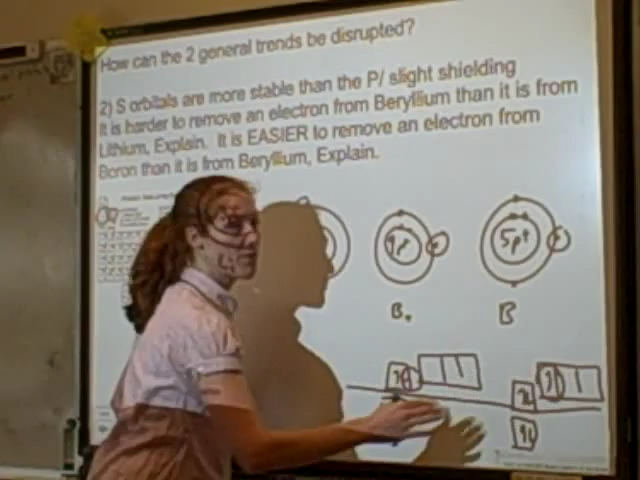 How can the 2 general trends be disrupted?
2) S orbitals are more stable than the P/ slight shielding
It is harder to remove an electron from Beryllium than it is from
Lithium, Explain. It is EASIER to remove an electron from
Boron than it is from Beryllium, Explain.
4p+ 5p+
B